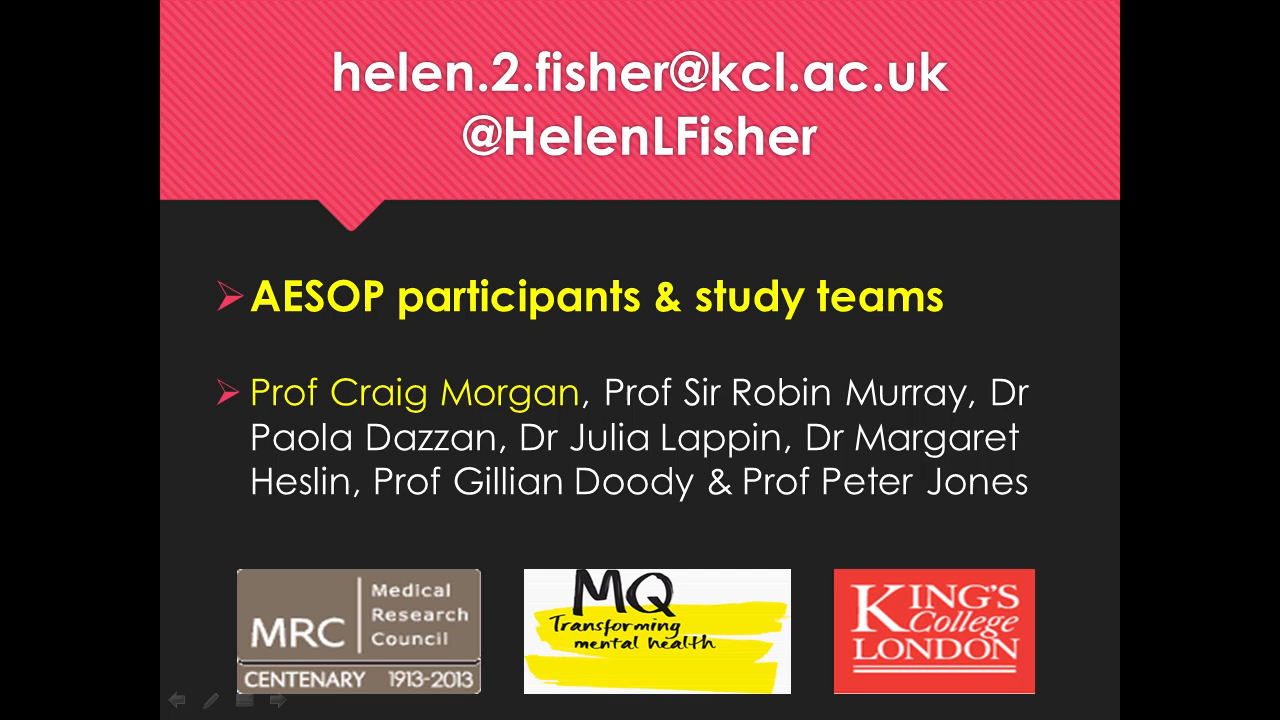 helen.2.fisher@kcl.ac.uk
@HelenLFisher
AESOP participants & study teams
Prof Craig Morgan, Prof Sir Robin Murray, Dr
Paola Dazzan, Dr Julia Lappin, Dr Margaret
Heslin, Prof Gillian Doody & Prof Peter Jones
MRC
Medical
Research
Council
CENTENARY 1913-2013
MQ
Transforming
mental health
KING'S
College
LONDON